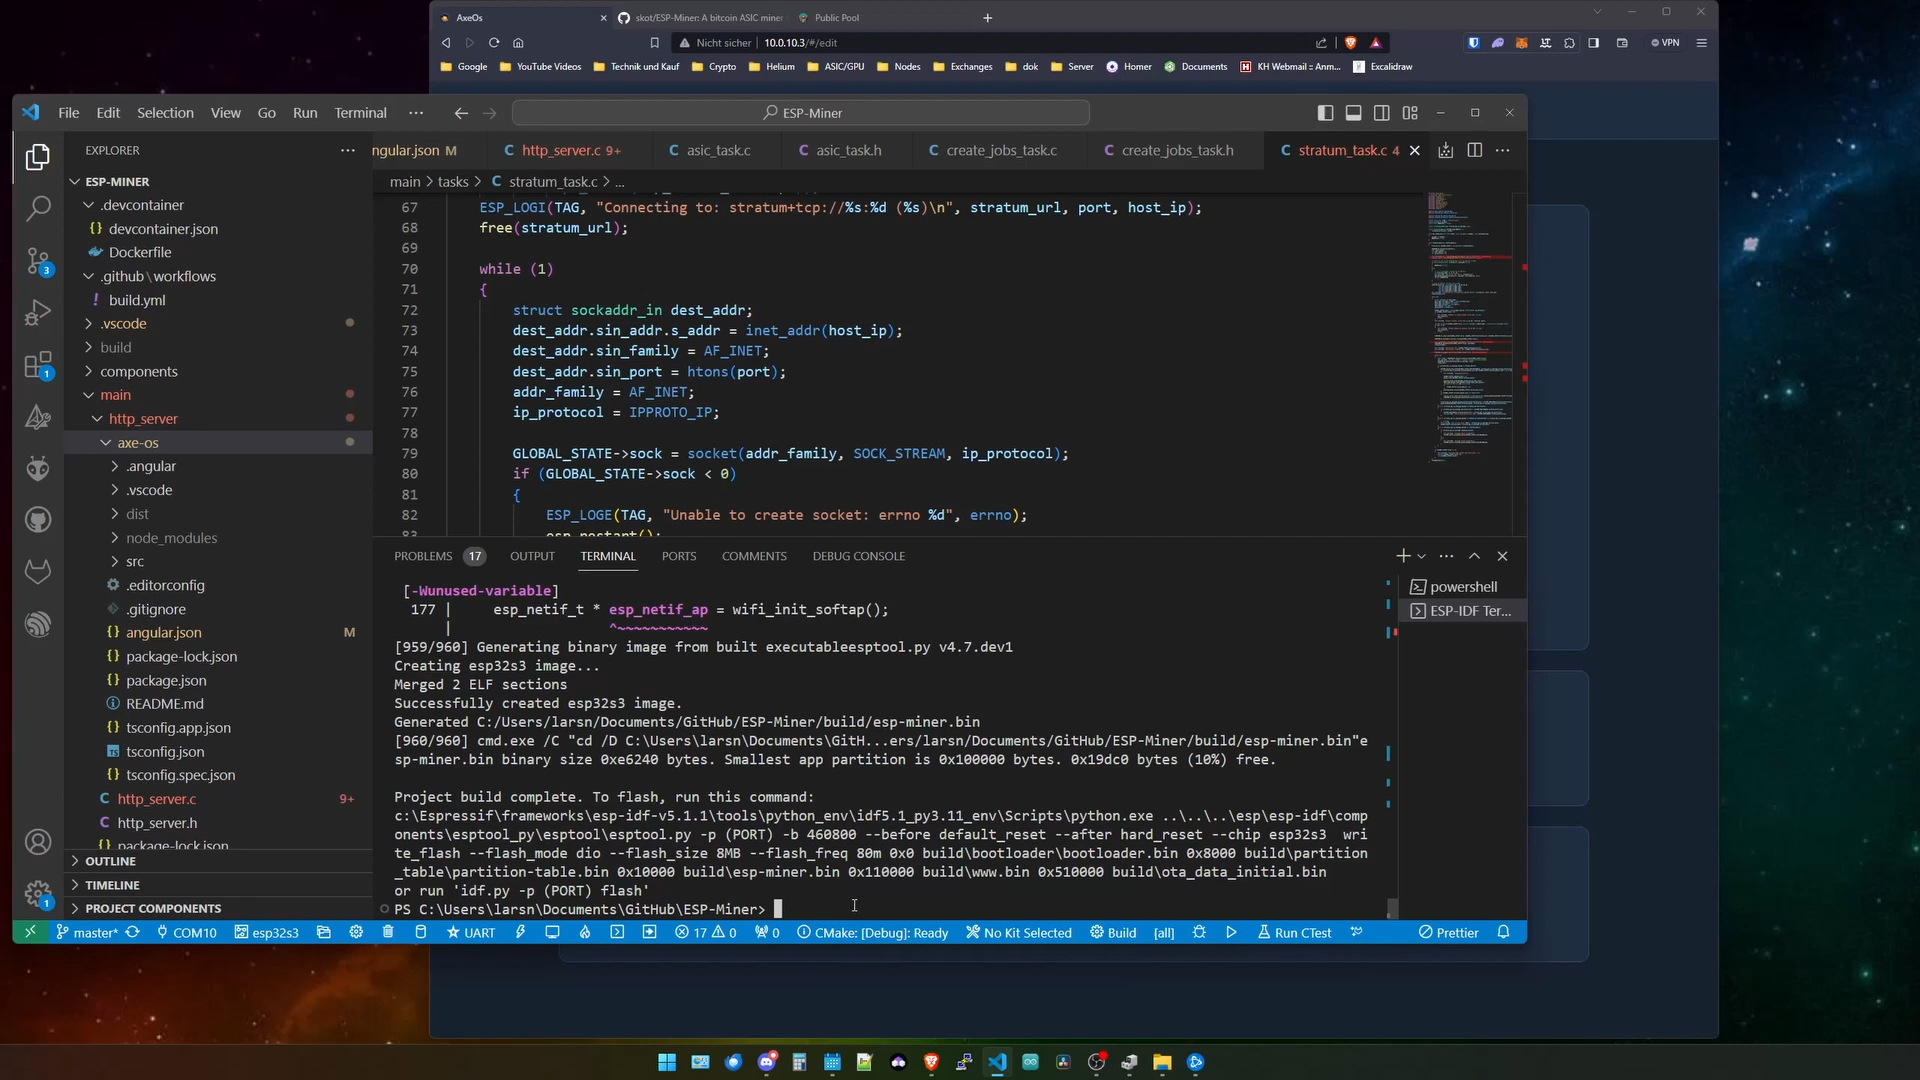 AxeOs
skot/ESP-Miner: A bitcoin ASIC miner
Public Pool
Nicht sicher 10.0.10.3/#/edit
VPN
Google YouTube Videos Technik und Kauf Crypto Helium ASIC/GPU Nodes Exchanges dok Server Homer Documents KH Webmail :: Anm... Excalidraw
File Edit Selection View Go Run Terminal ... ESP-Miner
EXPLORER ...
ESP-MINER
.devcontainer
{} devcontainer.json
Dockerfile
.github\workflows
! build.yml
.vscode
build
components
main
http_server
axe-os
.angular
.vscode
dist
node_modules
src
.editorconfig
.gitignore
{} angular.json M
{} package-lock.json
{} package.json
README.md
{} tsconfig.app.json
tsconfig.json
{} tsconfig.spec.json
C http_server.c 9+
C http_server.h
package-lock.json
OUTLINE
TIMELINE
PROJECT COMPONENTS
3
1
1
angular.json M C http_server.c 9+ C asic_task.c C asic_task.h C create_jobs_task.c C create_jobs_task.h C stratum_task.c 4
main > tasks > C stratum_task.c > ...
67 ESP_LOGI(TAG, "Connecting to: stratum+tcp://%s:%d (%s)\n", stratum_url, port, host_ip);
68 free(stratum_url);
69
70 while (1)
71 {
72 struct sockaddr_in dest_addr;
73 dest_addr.sin_addr.s_addr = inet_addr(host_ip);
74 dest_addr.sin_family = AF_INET;
75 dest_addr.sin_port = htons(port);
76 addr_family = AF_INET;
77 ip_protocol = IPPROTO_IP;
78
79 GLOBAL_STATE->sock = socket(addr_family, SOCK_STREAM, ip_protocol);
80 if (GLOBAL_STATE->sock < 0)
81 {
82 ESP_LOGE(TAG, "Unable to create socket: errno %d", errno);
83 esp_restart();
PROBLEMS 17 OUTPUT TERMINAL PORTS COMMENTS DEBUG CONSOLE
powershell
ESP-IDF Ter...
[-Wunused-variable]
177 | esp_netif_t * esp_netif_ap = wifi_init_softap();
| ^~~~~~~~~~~~
[959/960] Generating binary image from built executableesptool.py v4.7.dev1
Creating esp32s3 image...
Merged 2 ELF sections
Successfully created esp32s3 image.
Generated C:/Users/larsn/Documents/GitHub/ESP-Miner/build/esp-miner.bin
[960/960] cmd.exe /C "cd /D C:\Users\larsn\Documents\GitH...ers/larsn/Documents/GitHub/ESP-Miner/build/esp-miner.bin"e
sp-miner.bin binary size 0xe6240 bytes. Smallest app partition is 0x100000 bytes. 0x19dc0 bytes (10%) free.
Project build complete. To flash, run this command:
c:\Espressif\frameworks\esp-idf-v5.1.1\tools\python_env\idf5.1_py3.11_env\Scripts\python.exe ..\..\..\esp\esp-idf\comp
onents\esptool_py\esptool\esptool.py -p (PORT) -b 460800 --before default_reset --after hard_reset --chip esp32s3 wri
te_flash --flash_mode dio --flash_size 8MB --flash_freq 80m 0x0 build\bootloader\bootloader.bin 0x8000 build\partition
_table\partition-table.bin 0x10000 build\esp-miner.bin 0x110000 build\www.bin 0x510000 build\ota_data_initial.bin
or run 'idf.py -p (PORT) flash'
PS C:\Users\larsn\Documents\GitHub\ESP-Miner>
master* COM10 esp32s3 UART 17 0 0 CMake: [Debug]: Ready No Kit Selected Build [all] Run CTest Prettier